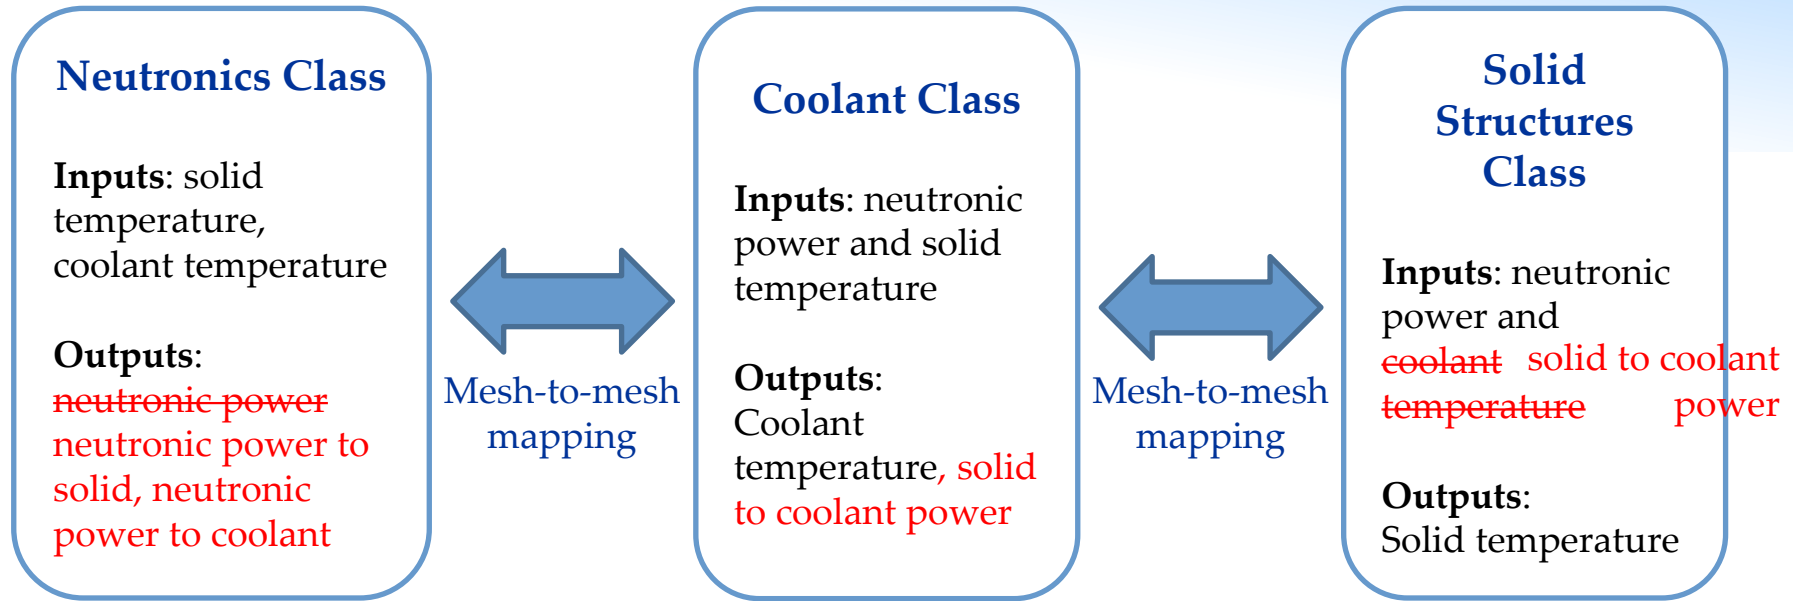 Neutronics Class
Inputs: solid
temperature,
coolant temperature
Outputs:
neutronic power
neutronic power to
solid, neutronic
power to coolant
Mesh-to-mesh
mapping
Coolant Class
Inputs: neutronic
power and solid
temperature
Outputs:
Coolant
temperature, solid
to coolant power
Mesh-to-mesh
mapping
Solid
Structures
Class
Inputs: neutronic
power and
coolant solid to coolant
temperature power
Outputs:
Solid temperature